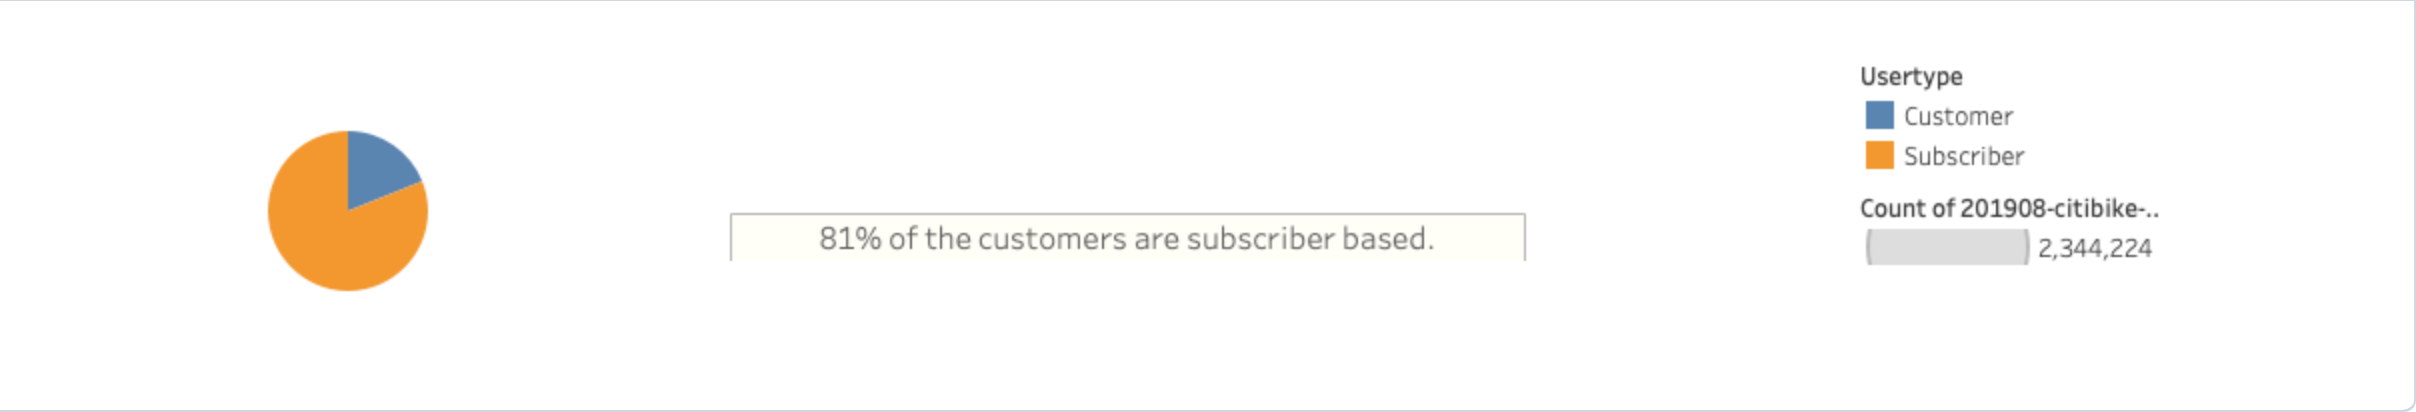 81% of the customers are subscriber based.
Usertype
Customer
Subscriber
Count of 201908-citibike-..
2,344,224